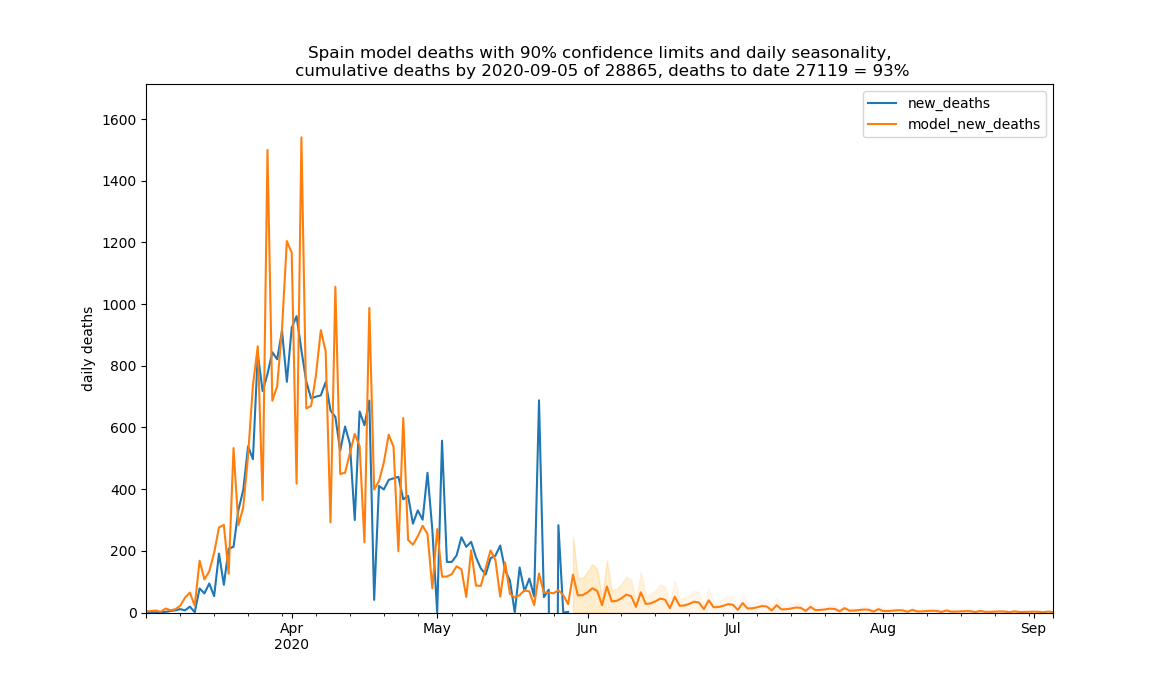 Spain model deaths with 90% confidence limits and daily seasonality,
cumulative deaths by 2020-09-05 of 28865, deaths to date 27119 = 93%
new_deaths
model_new_deaths
daily deaths
1600
1400
1200
1000
800
600
400
200
0
Apr
2020
May
Jun
Jul
Aug
Sep